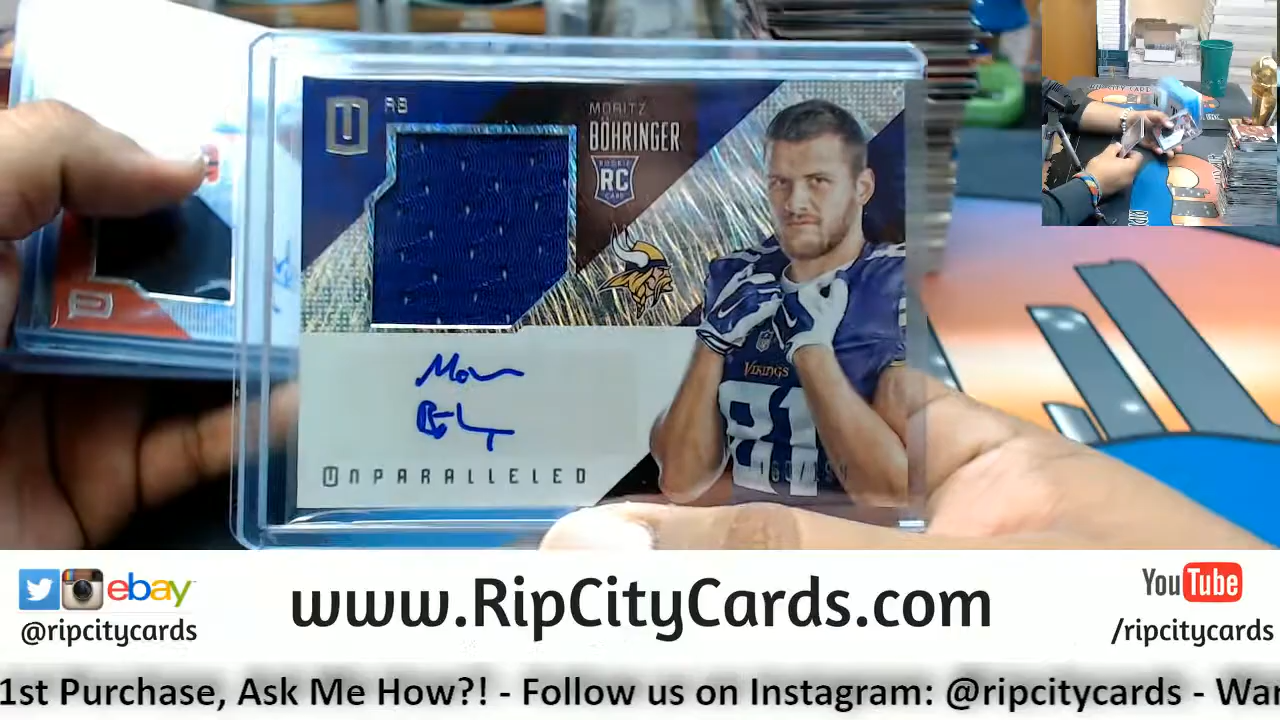 RB
MORITZ
BÖHRINGER
ROOKIE
RC
CARD
VIKINGS
81
UNPARALLELED
ebay
@ripcitycards
www.RipCityCards.com
YouTube
/ripcitycards
1st Purchase, Ask Me How?! - Follow us on Instagram: @ripcitycards - War